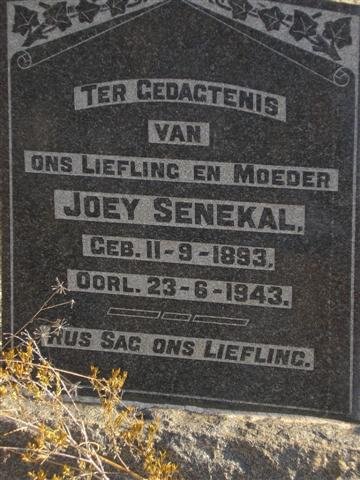 TER GEDAGTENIS
VAN
ONS LIEFLING EN MOEDER
JOEY SENEKAL,
GEB. 11-9-1893,
OORL. 23-6-1943.
RUS SAG ONS LIEFLING.